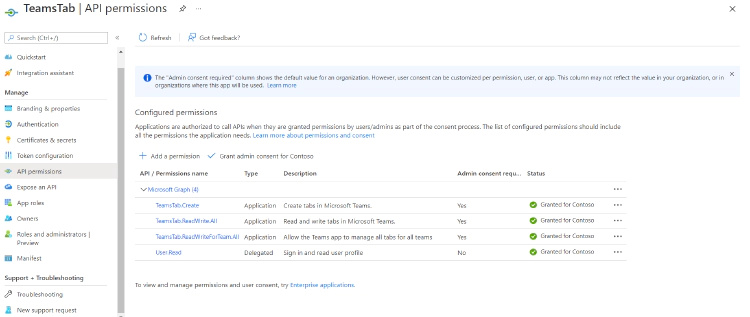 TeamsTab | API permissions
Search (Ctrl+/)
Refresh
Got feedback?
Quickstart
Integration assistant
Manage
Branding & properties
Authentication
Certificates & secrets
Token configuration
API permissions
Expose an API
App roles
Owners
Roles and administrators |
Preview
Manifest
Support + Troubleshooting
Troubleshooting
New support request
The "Admin consent required" column shows the default value for an organization. However, user consent can be customized per permission, user, or app. This column may not reflect the value in your organization, or in
organizations where this app will be used. Learn more
Configured permissions
Applications are authorized to call APIs when they are granted permissions by users/admins as part of the consent process. The list of configured permissions should include
all the permissions the application needs. Learn more about permissions and consent
Add a permission
Grant admin consent for Contoso
API / Permissions name Type Description Admin consent requ... Status
Microsoft Graph (4)
TeamsTab.Create Application Create tabs in Microsoft Teams. Yes Granted for Contoso
TeamsTab.ReadWrite.All Application Read and write tabs in Microsoft Teams. Yes Granted for Contoso
TeamsTab.ReadWriteForTeam.All Application Allow the Teams app to manage all tabs for all teams Yes Granted for Contoso
User.Read Delegated Sign in and read user profile No Granted for Contoso
To view and manage permissions and user consent, try Enterprise applications.